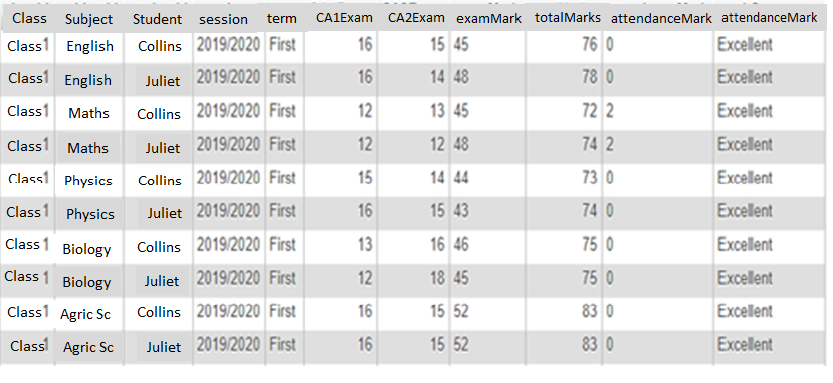 Class Subject Student session term CA1Exam CA2Exam examMark totalMarks attendanceMark attendanceMark
Class1 English Collins 2019/2020 First 16 15 45 76 0 Excellent
Class1 English Juliet 2019/2020 First 16 14 48 78 0 Excellent
Class1 Maths Collins 2019/2020 First 12 13 45 72 2 Excellent
Class1 Maths Juliet 2019/2020 First 12 12 48 74 2 Excellent
Class1 Physics Collins 2019/2020 First 15 14 44 73 0 Excellent
Class1 Physics Juliet 2019/2020 First 16 15 43 74 0 Excellent
Class 1 Biology Collins 2019/2020 First 13 16 46 75 0 Excellent
Class 1 Biology Juliet 2019/2020 First 12 18 45 75 0 Excellent
Class1 Agric Sc Collins 2019/2020 First 16 15 52 83 0 Excellent
Class1 Agric Sc Juliet 2019/2020 First 16 15 52 83 0 Excellent